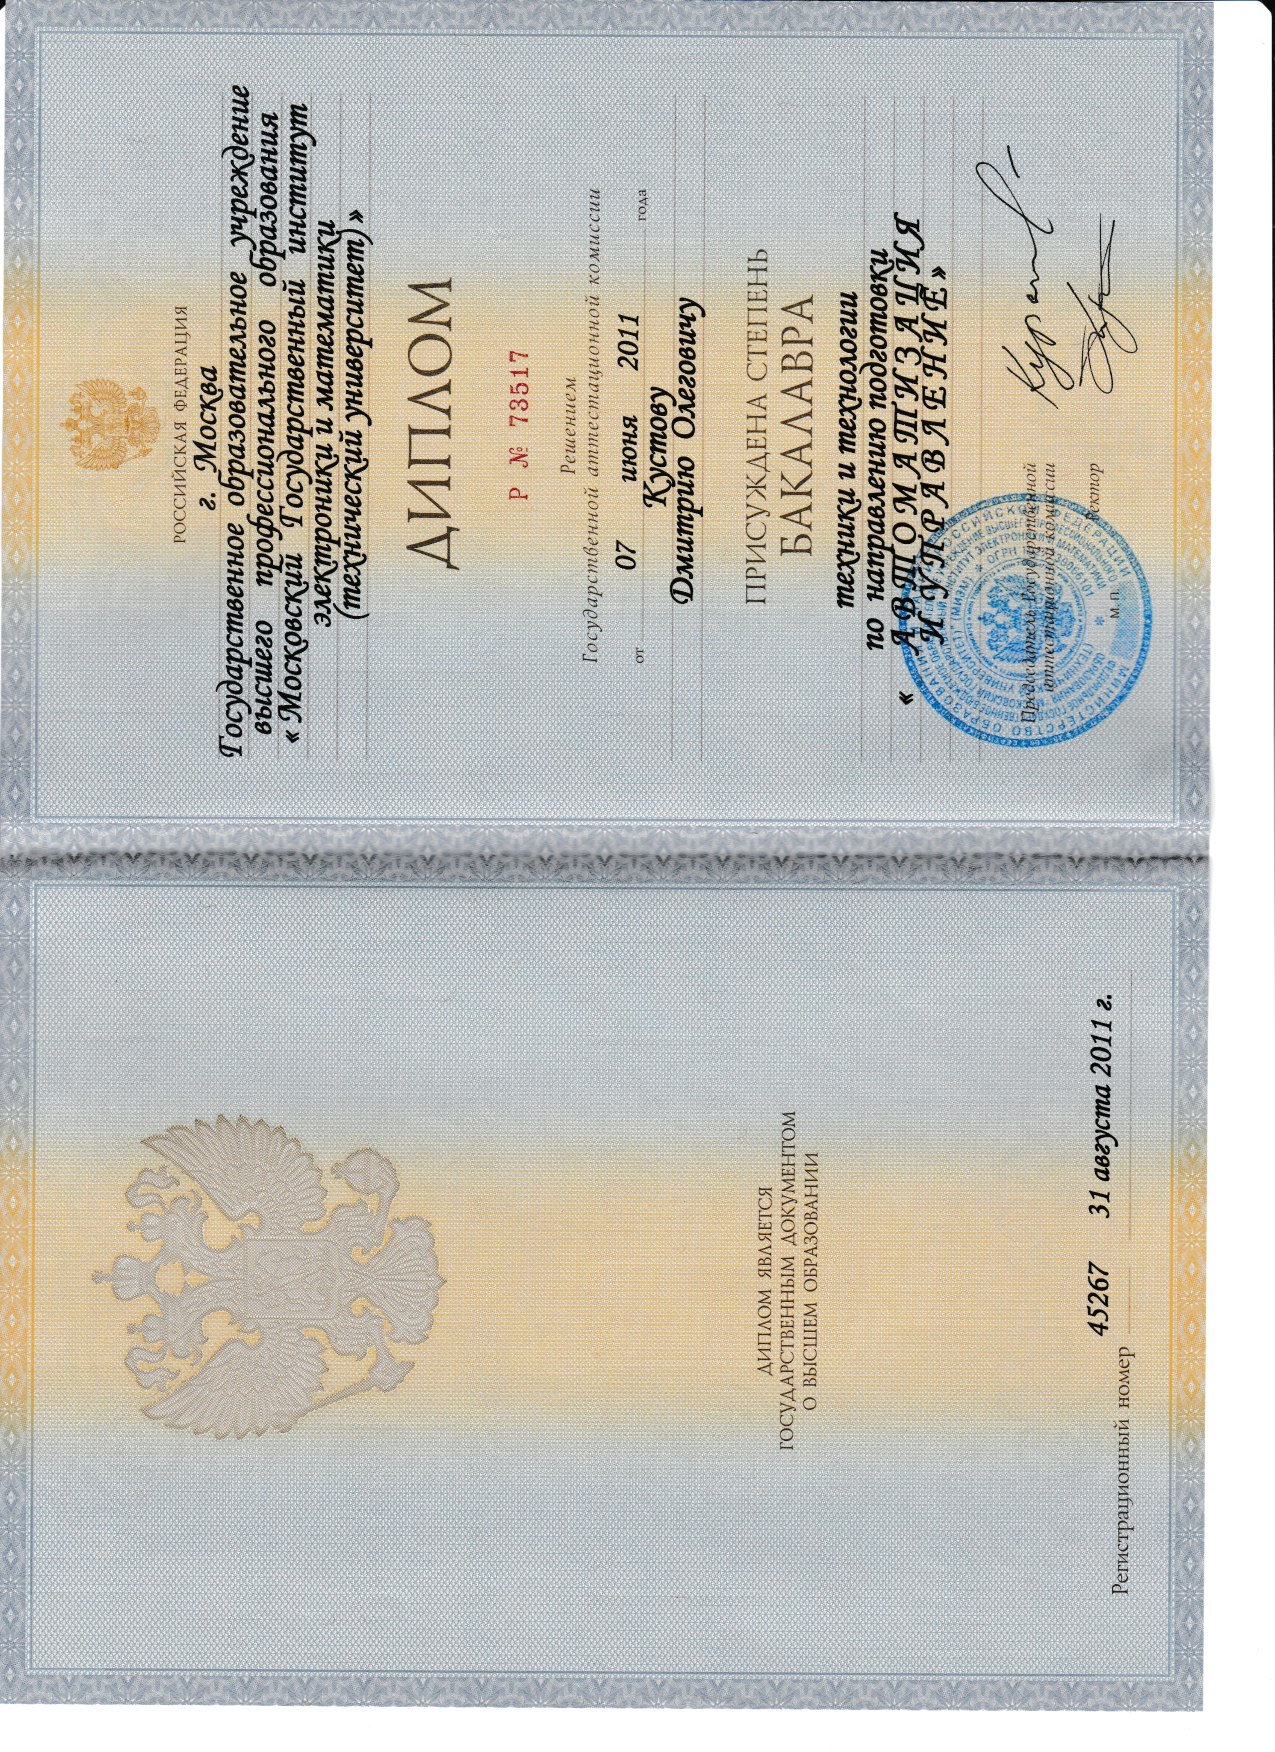 ДИПЛОМ ЯВЛЯЕТСЯ
ГОСУДАРСТВЕННЫМ ДОКУМЕНТОМ
О ВЫСШЕМ ОБРАЗОВАНИИ
Регистрационный номер 45267 31 августа 2011 г.
РОССИЙСКАЯ ФЕДЕРАЦИЯ
г. Москва
Государственное образовательное учреждение
высшего профессионального образования
« Московский Государственный институт
электроники и математики
(технический университет) »
ДИПЛОМ
Р № 73517
Решением
Государственной аттестационной комиссии
от 07 июня 2011 года
Кустову
Дмитрию Олеговичу
ПРИСУЖДЕНА СТЕПЕНЬ
БАКАЛАВРА
техники и технологии
по направлению подготовки
« АВТОМАТИЗАЦИЯ
И УПРАВЛЕНИЕ»
Председатель Государственной
аттестационной комиссии
Ректор
М. П.